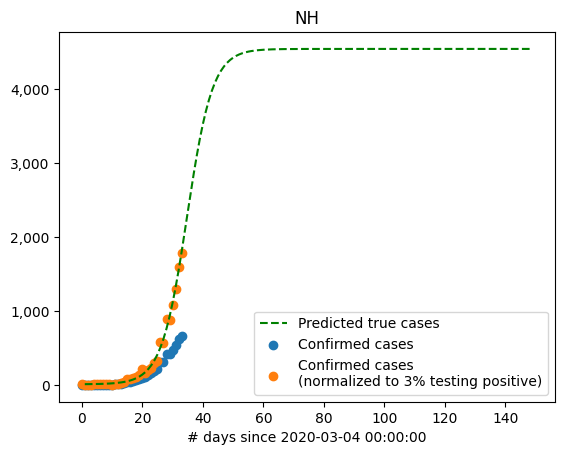 NH
4,000
3,000
2,000
1,000
0
0 20 40 60 80 100 120 140
# days since 2020-03-04 00:00:00
Predicted true cases
Confirmed cases
Confirmed cases
(normalized to 3% testing positive)